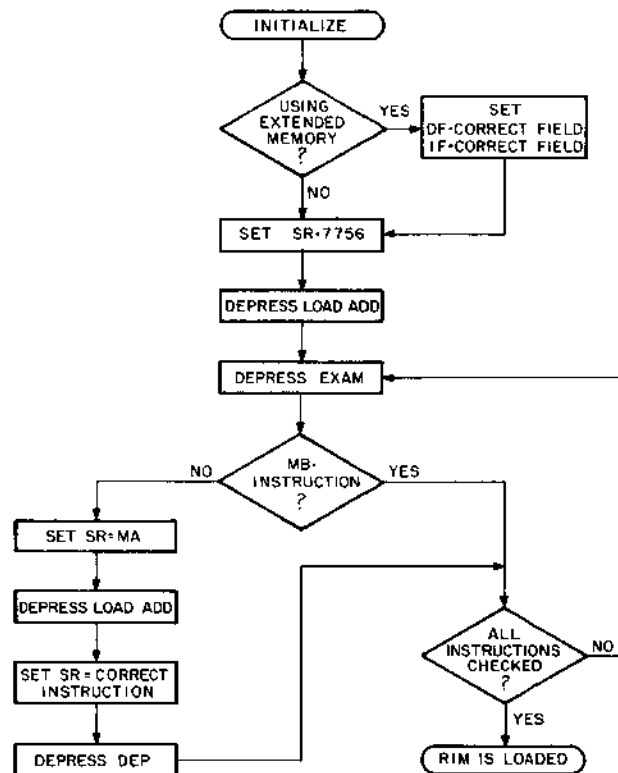 INITIALIZE
USING
EXTENDED
MEMORY
?
YES
SET
DF=CORRECT FIELD
IF=CORRECT FIELD
NO
SET SR=7756
DEPRESS LOAD ADD
DEPRESS EXAM
MB=
INSTRUCTION
?
NO
YES
SET SR=MA
DEPRESS LOAD ADD
SET SR=CORRECT
INSTRUCTION
DEPRESS DEP
ALL
INSTRUCTIONS
CHECKED
?
NO
YES
RIM IS LOADED